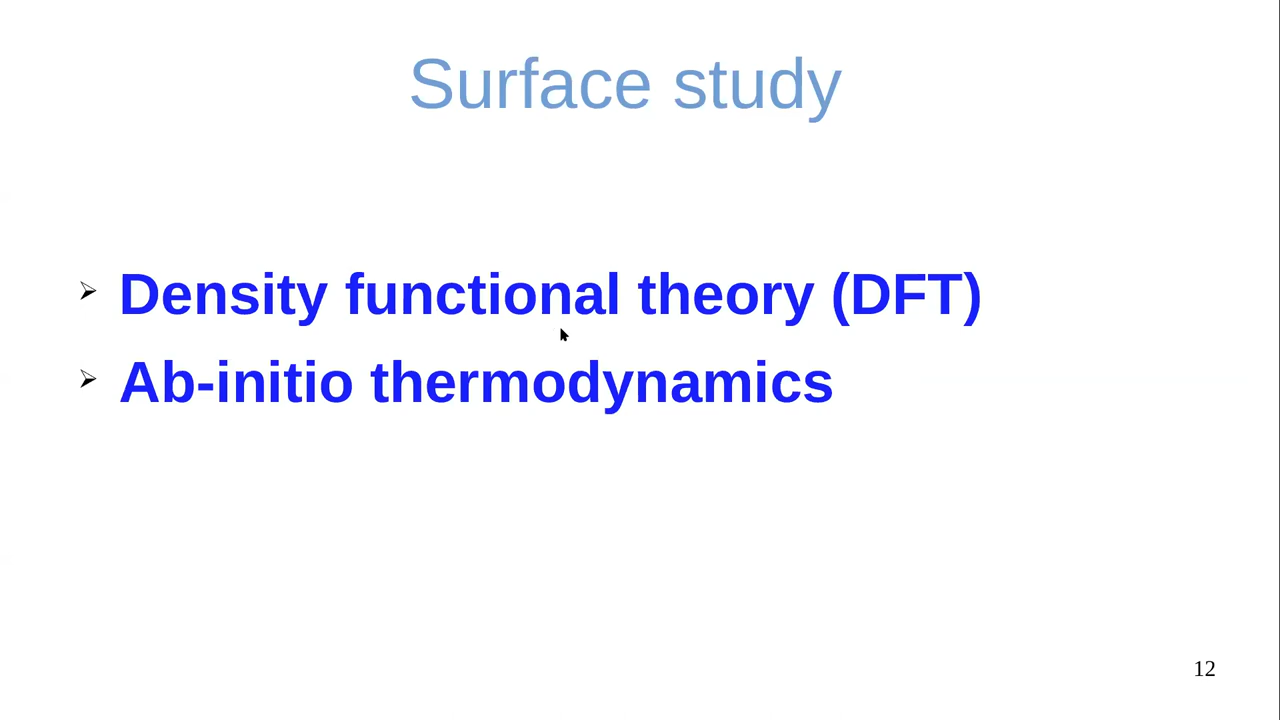 Surface study
Density functional theory (DFT)
Ab-initio thermodynamics
12